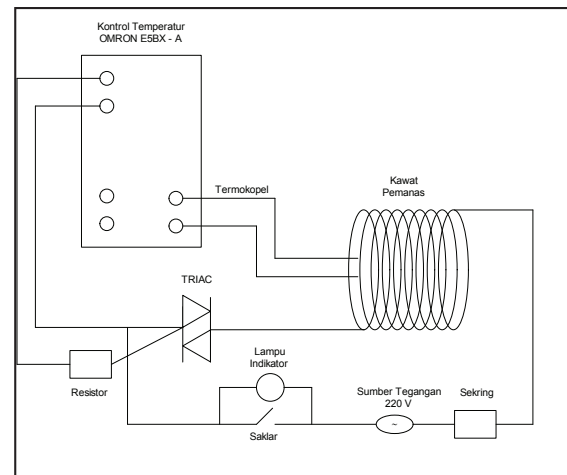 Kontrol Temperatur
OMRON E5BX - A
Termokopel
Kawat
Pemanas
TRIAC
Resistor
Lampu
Indikator
Saklar
Sumber Tegangan
220 V
~
Sekring